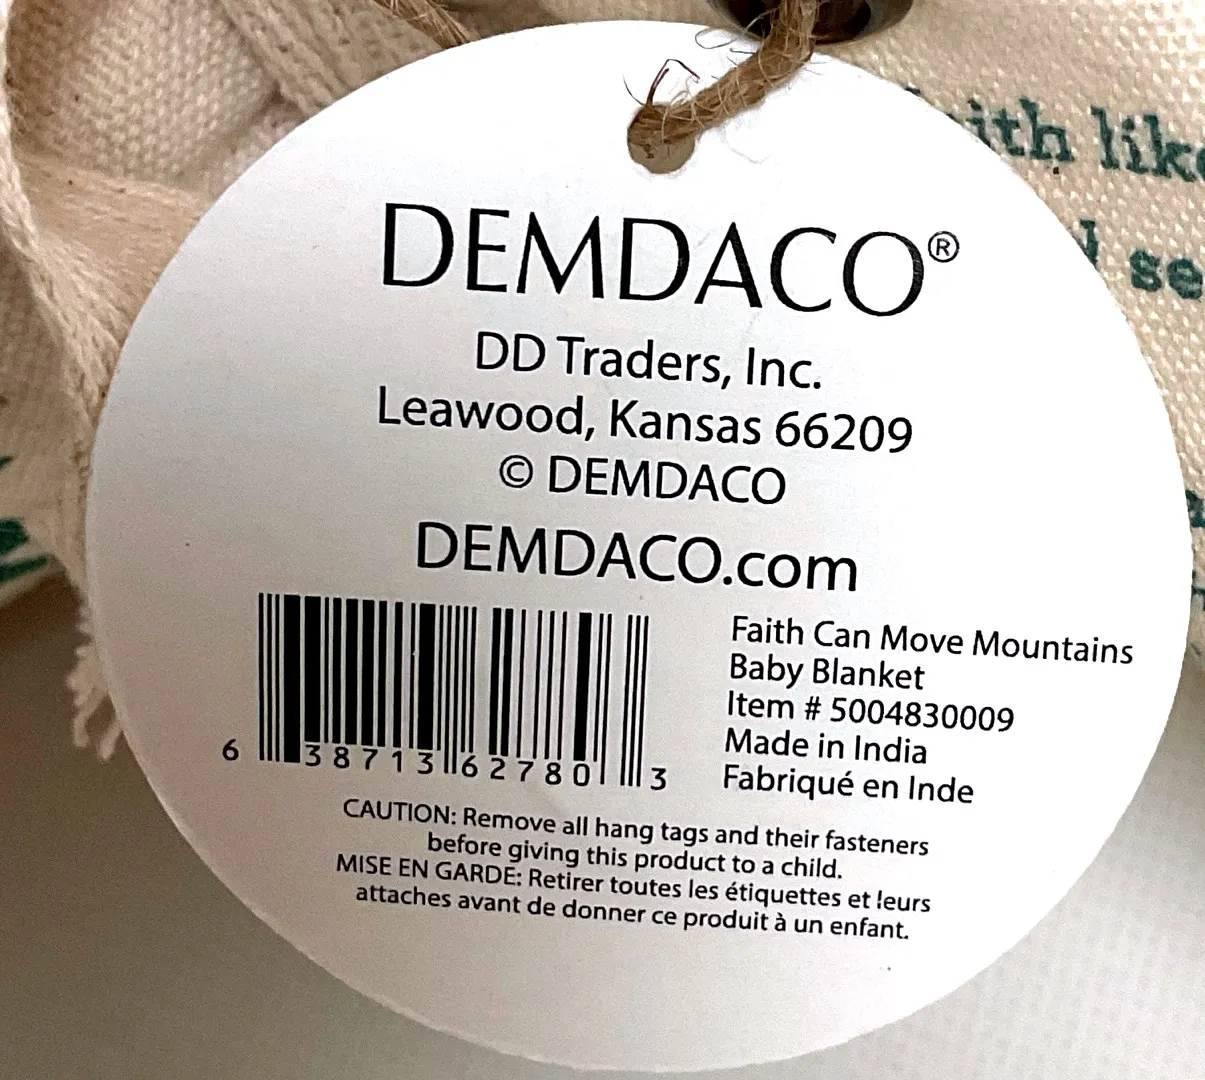 DEMDACO®
DD Traders, Inc.
Leawood, Kansas 66209
© DEMDACO
DEMDACO.com
Faith Can Move Mountains
Baby Blanket
Item # 5004830009
Made in India
Fabriqué en Inde
6 38713 62780 3
CAUTION: Remove all hang tags and their fasteners
before giving this product to a child.
MISE EN GARDE: Retirer toutes les étiquettes et leurs
attaches avant de donner ce produit à un enfant.
like